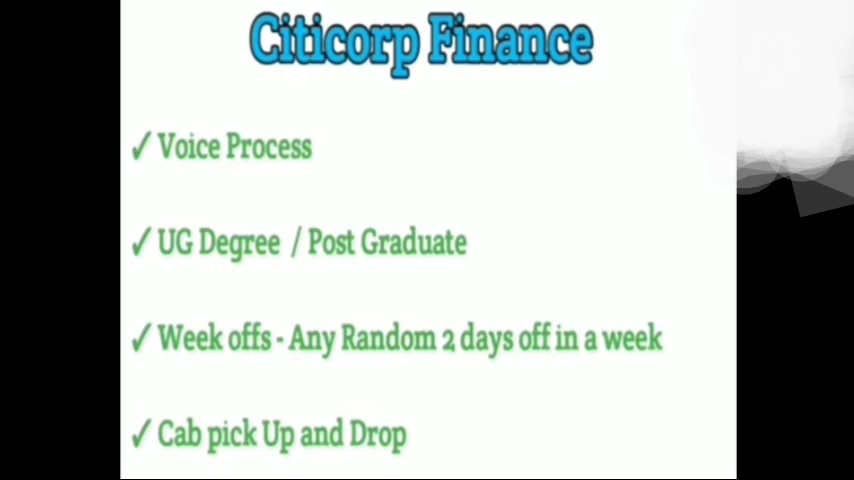 Citicorp Finance
✓ Voice Process
✓ UG Degree / Post Graduate
✓ Week offs - Any Random 2 days off in a week
✓ Cab pick Up and Drop